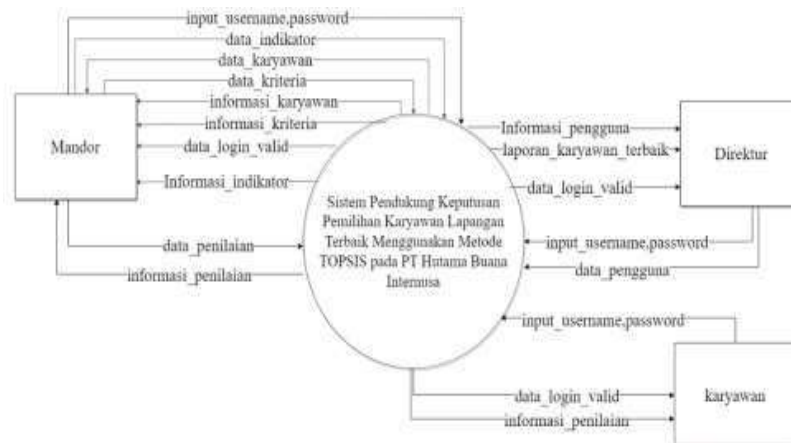 input_username,password
data_indikator
data_karyawan
data_kriteria
informasi_karyawan
informasi_kriteria
data_login_valid
Informasi_indikator
Mandor
data_penilaian
informasi_penilaian
Sistem Pendukung Keputusan
Pemilihan Karyawan Lapangan
Terbaik Menggunakan Metode
TOPSIS pada PT Hutama Buana
Internusa
Informasi_pengguna
laporan_karyawan_terbaik
data_login_valid
Direktur
input_username,password
data_pengguna
input_username,password
data_login_valid
informasi_penilaian
karyawan